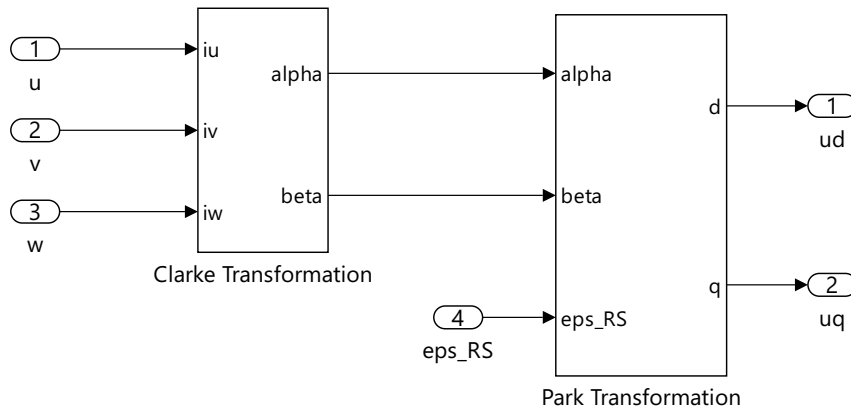 1
u
iu
2
v
iv
3
w
iw
alpha
beta
Clarke Transformation
alpha
beta
4
eps_RS
eps_RS
d
q
Park Transformation
1
ud
2
uq